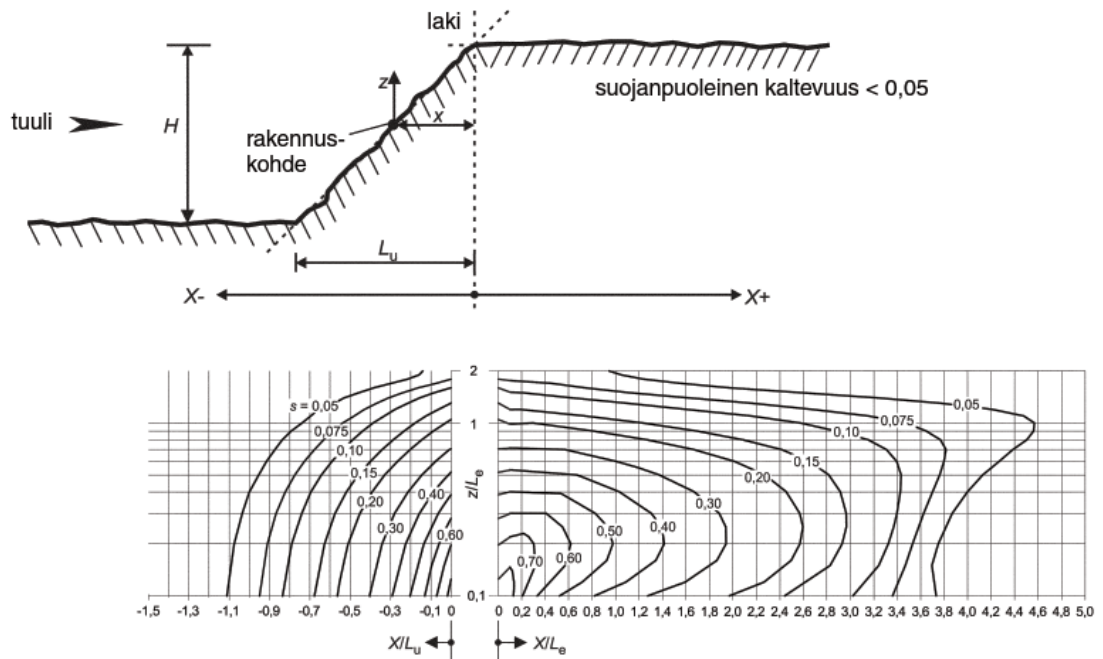 laki
z
x
H
tuuli
rakennus-
kohde
suojanpuoleinen kaltevuus < 0,05
Lu
X-
X+
2
1
0,1
z/Le
s = 0,05
0,075
0,10
0,15
0,20
0,30
0,40
0,60
0,05
0,075
0,10
0,15
0,20
0,30
0,40
0,50
0,60
0,70
-1,5 -1,1 -0,9 -0,7 -0,5 -0,3 -0,1 0
0,2 0,4 0,6 0,8 1,0 1,2 1,4 1,6 1,8 2,0 2,2 2,4 2,6 2,8 3,0 3,2 3,4 3,6 3,8 4,0 4,2 4,4 4,6 4,8 5,0
X/Lu
X/Le